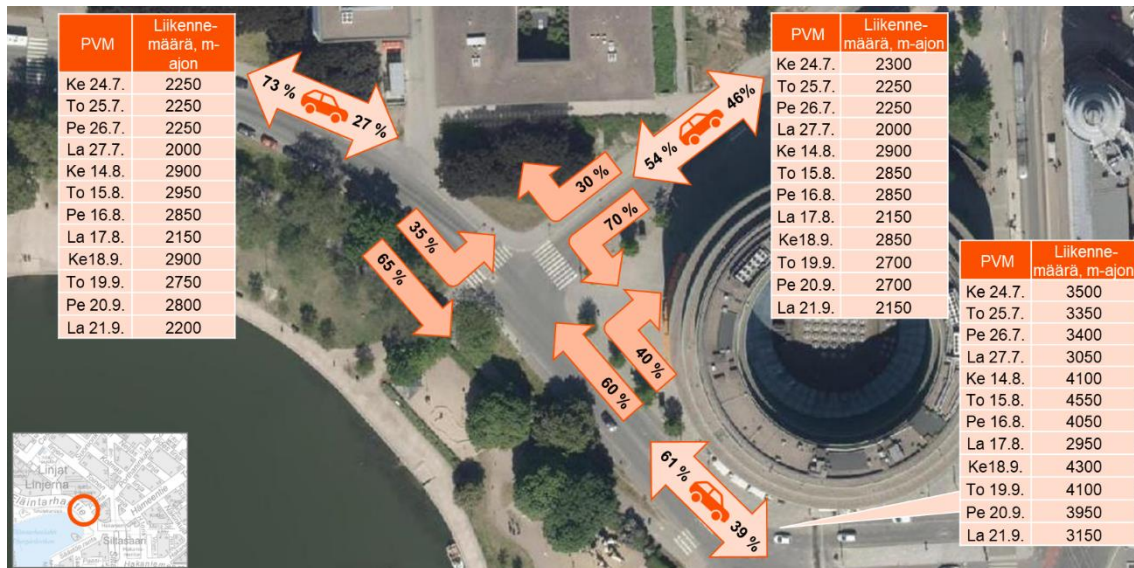 PVM Liikenne-
määrä, m-
ajon
Ke 24.7. 2250
To 25.7. 2250
Pe 26.7. 2250
La 27.7. 2000
Ke 14.8. 2900
To 15.8. 2950
Pe 16.8. 2850
La 17.8. 2150
Ke18.9. 2900
To 19.9. 2750
Pe 20.9. 2800
La 21.9. 2200
73 % 27 %
54 % 46%
PVM Liikenne-
määrä, m-ajon
Ke 24.7. 2300
To 25.7. 2250
Pe 26.7. 2250
La 27.7. 2000
Ke 14.8. 2900
To 15.8. 2850
Pe 16.8. 2850
La 17.8. 2150
Ke18.9. 2850
To 19.9. 2700
Pe 20.9. 2700
La 21.9. 2150
30 %
70 %
35 %
65 %
40 %
60 %
61 % 39 %
PVM Liikenne-
määrä, m-ajon
Ke 24.7. 3500
To 25.7. 3350
Pe 26.7. 3400
La 27.7. 3050
Ke 14.8. 4100
To 15.8. 4550
Pe 16.8. 4050
La 17.8. 2950
Ke18.9. 4300
To 19.9. 4100
Pe 20.9. 3950
La 21.9. 3150
Linjat
Linjerna
Eläintarha
Hämeenhe
Siltasaari